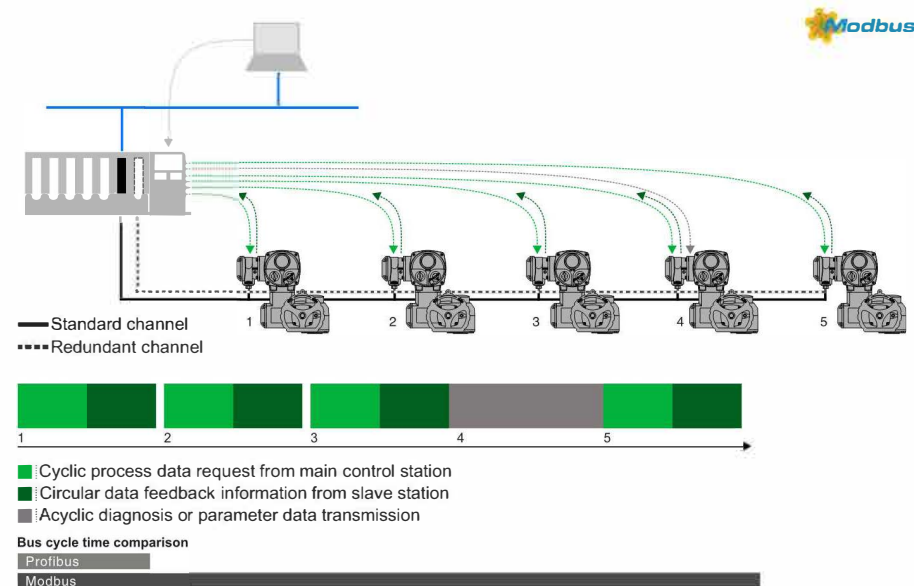 Modbus
Standard channel
Redundant channel
1 2 3 4 5
1 2 3 4 5
Cyclic process data request from main control station
Circular data feedback information from slave station
Acyclic diagnosis or parameter data transmission
Bus cycle time comparison
Profibus
Modbus